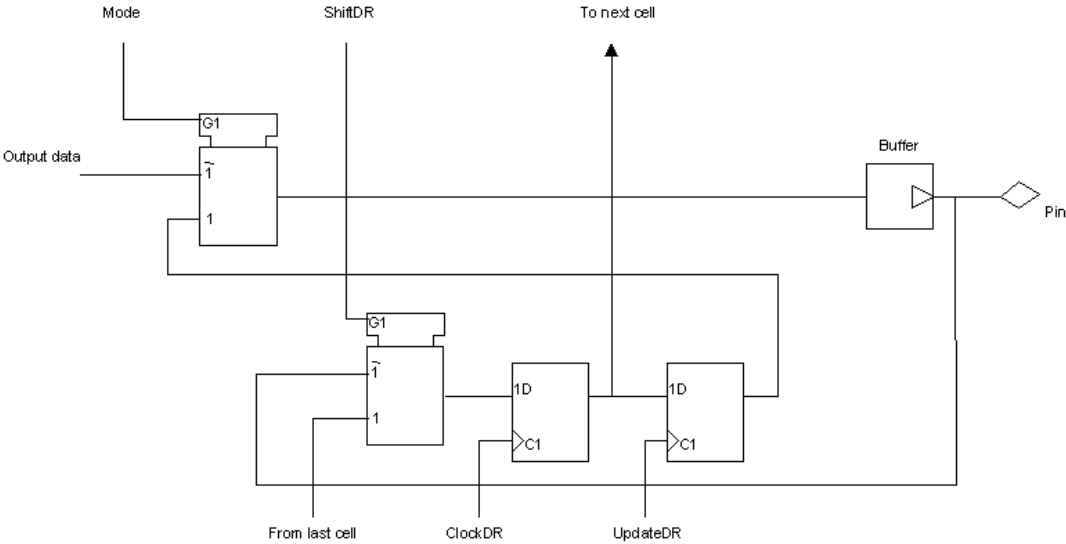 Mode
ShiftDR
To next cell
G1
Output data
1
1
Buffer
Pin
G1
1
1
1D
C1
1D
C1
From last cell
ClockDR
UpdateDR